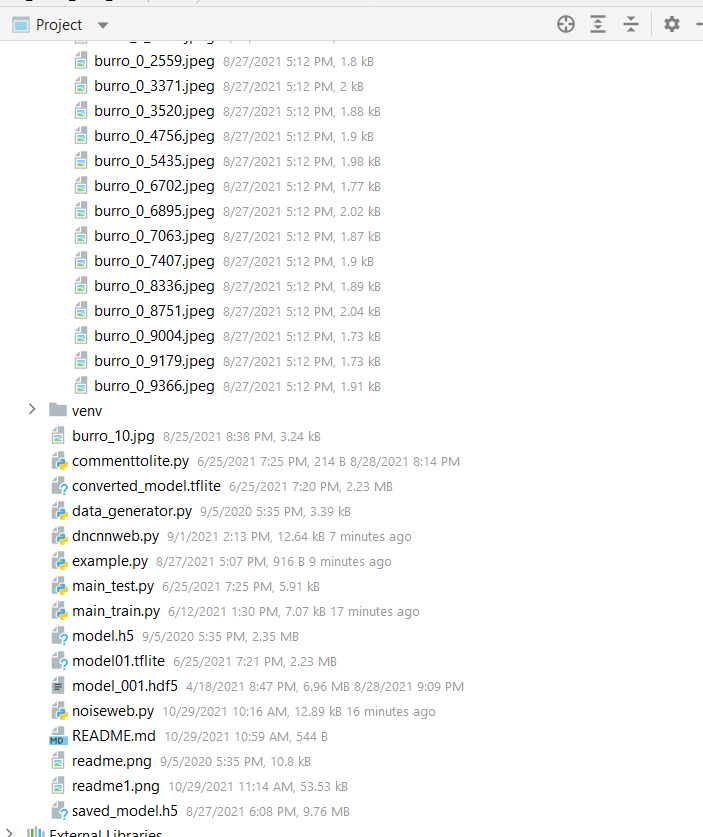 Project
burro_0_2559.jpeg 8/27/2021 5:12 PM, 1.8 kB
burro_0_3371.jpeg 8/27/2021 5:12 PM, 2 kB
burro_0_3520.jpeg 8/27/2021 5:12 PM, 1.88 kB
burro_0_4756.jpeg 8/27/2021 5:12 PM, 1.9 kB
burro_0_5435.jpeg 8/27/2021 5:12 PM, 1.98 kB
burro_0_6702.jpeg 8/27/2021 5:12 PM, 1.77 kB
burro_0_6895.jpeg 8/27/2021 5:12 PM, 2.02 kB
burro_0_7063.jpeg 8/27/2021 5:12 PM, 1.87 kB
burro_0_7407.jpeg 8/27/2021 5:12 PM, 1.9 kB
burro_0_8336.jpeg 8/27/2021 5:12 PM, 1.89 kB
burro_0_8751.jpeg 8/27/2021 5:12 PM, 2.04 kB
burro_0_9004.jpeg 8/27/2021 5:12 PM, 1.73 kB
burro_0_9179.jpeg 8/27/2021 5:12 PM, 1.73 kB
burro_0_9366.jpeg 8/27/2021 5:12 PM, 1.91 kB
venv
burro_10.jpg 8/25/2021 8:38 PM, 3.24 kB
commenttolite.py 6/25/2021 7:25 PM, 214 B 8/28/2021 8:14 PM
converted_model.tflite 6/25/2021 7:20 PM, 2.23 MB
data_generator.py 9/5/2020 5:35 PM, 3.39 kB
dncnnweb.py 9/1/2021 2:13 PM, 12.64 kB 7 minutes ago
example.py 8/27/2021 5:07 PM, 916 B 9 minutes ago
main_test.py 6/25/2021 7:25 PM, 5.91 kB
main_train.py 6/12/2021 1:30 PM, 7.07 kB 17 minutes ago
model.h5 9/5/2020 5:35 PM, 2.35 MB
model01.tflite 6/25/2021 7:21 PM, 2.23 MB
model_001.hdf5 4/18/2021 8:47 PM, 6.96 MB 8/28/2021 9:09 PM
noiseweb.py 10/29/2021 10:16 AM, 12.89 kB 16 minutes ago
MD README.md 10/29/2021 10:59 AM, 544 B
readme.png 9/5/2020 5:35 PM, 10.8 kB
readme1.png 10/29/2021 11:14 AM, 53.53 kB
saved_model.h5 8/27/2021 6:08 PM, 9.76 MB
External Libraries